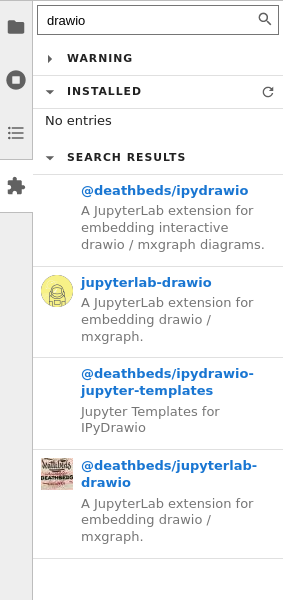 drawio
WARNING
INSTALLED
No entries
SEARCH RESULTS
@deathbeds/ipydrawio
A JupyterLab extension for
embedding interactive
drawio / mxgraph diagrams.
jupyterlab-drawio
A JupyterLab extension for
embedding drawio /
mxgraph.
@deathbeds/ipydrawio-
jupyter-templates
Jupyter Templates for
IPyDrawio
@deathbeds/jupyterlab-
drawio
A JupyterLab extension for
embedding drawio /
mxgraph.